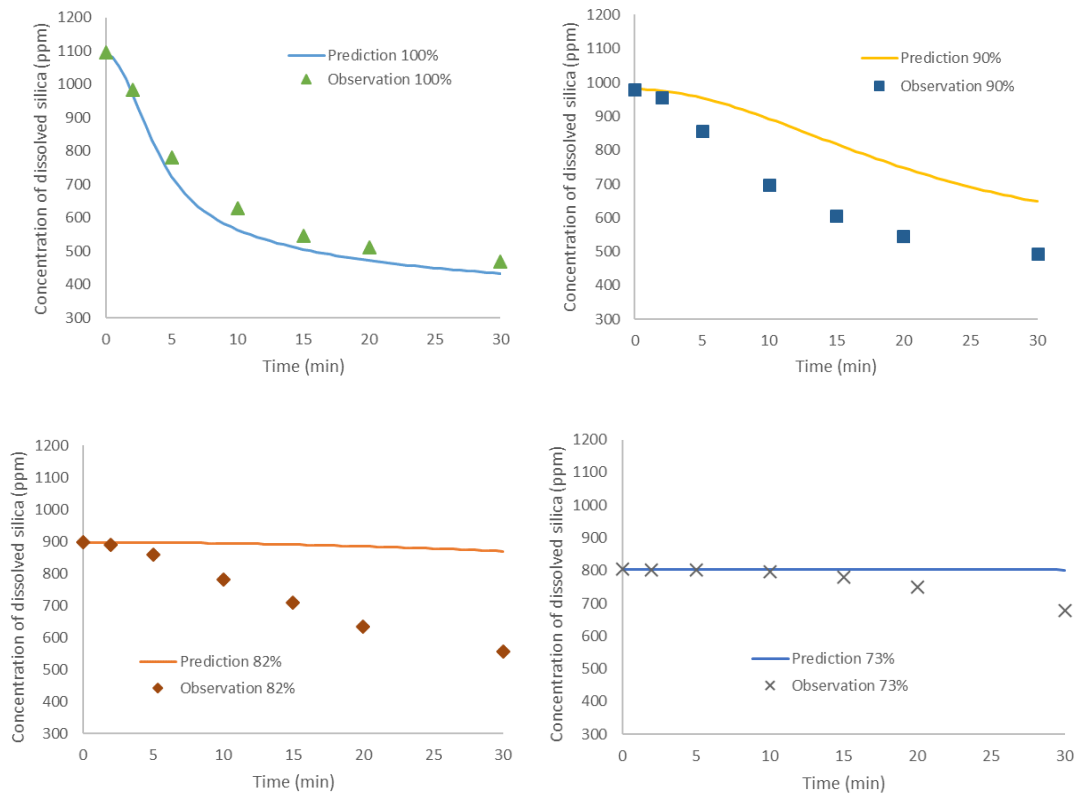 Concentration of dissolved silica (ppm)
1200
1100
1000
900
800
700
600
500
400
300
0 5 10 15 20 25 30
Time (min)
Prediction 100%
Observation 100%
Concentration of dissolved silica (ppm)
1200
1100
1000
900
800
700
600
500
400
300
0 5 10 15 20 25 30
Time (min)
Prediction 90%
Observation 90%
Concentration of dissolved silica (ppm)
1200
1100
1000
900
800
700
600
500
400
300
0 5 10 15 20 25 30
Time (min)
Prediction 82%
Observation 82%
Concentration of dissolved silica (ppm)
1200
1100
1000
900
800
700
600
500
400
300
0 5 10 15 20 25 30
Time (min)
Prediction 73%
Observation 73%